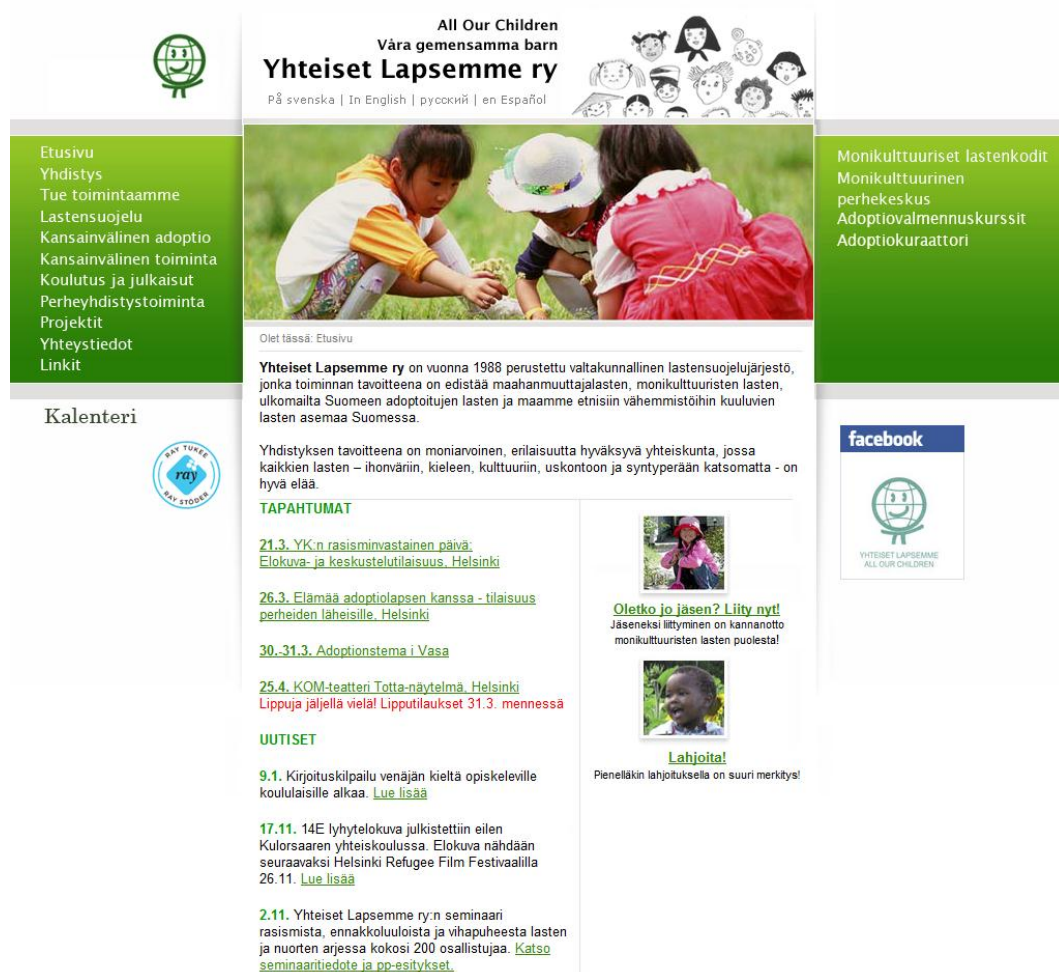 All Our Children
Våra gemensamma barn
Yhteiset Lapsemme ry
På svenska | In English | русский | en Español
Etusivu
Yhdistys
Tue toimintaamme
Lastensuojelu
Kansainvälinen adoptio
Kansainvälinen toiminta
Koulutus ja julkaisut
Perheyhdistystoiminta
Projektit
Yhteystiedot
Linkit
Kalenteri
RAY TUKEE
ray
RAY STÖDER
Olet tässä: Etusivu
Yhteiset Lapsemme ry on vuonna 1988 perustettu valtakunnallinen lastensuojelujärjestö,
jonka toiminnan tavoitteena on edistää maahanmuuttajalasten, monikulttuuristen lasten,
ulkomailta Suomeen adoptoitujen lasten ja maamme etnisiin vähemmistöihin kuuluvien
lasten asemaa Suomessa.
Yhdistyksen tavoitteena on moniarvoinen, erilaisuutta hyväksyvä yhteiskunta, jossa
kaikkien lasten – ihonväriin, kieleen, kulttuuriin, uskontoon ja syntyperään katsomatta - on
hyvä elää.
TAPAHTUMAT
21.3. YK:n rasisminvastainen päivä:
Elokuva- ja keskustelutilaisuus, Helsinki
26.3. Elämää adoptiolapsen kanssa - tilaisuus
perheiden läheisille, Helsinki
30.-31.3. Adoptionstema i Vasa
25.4. KOM-teatteri Totta-näytelmä, Helsinki
Lippuja jäljellä vielä! Lipputilaukset 31.3. mennessä
UUTISET
9.1. Kirjoituskilpailu venäjän kieltä opiskeleville
koululaisille alkaa. Lue lisää
17.11. 14E lyhytelokuva julkistettiin eilen
Kulorsaaren yhteiskoulussa. Elokuva nähdään
seuraavaksi Helsinki Refugee Film Festivaalilla
26.11. Lue lisää
2.11. Yhteiset Lapsemme ry:n seminaari
rasismista, ennakkoluuloista ja vihapuheesta lasten
ja nuorten arjessa kokosi 200 osallistujaa. Katso
seminaaritiedote ja pp-esitykset.
Oletko jo jäsen? Liity nyt!
Jäseneksi liittyminen on kannanotto
monikulttuuristen lasten puolesta!
Lahjoita!
Pienelläkin lahjoituksella on suuri merkitys!
Monikulttuuriset lastenkodit
Monikulttuurinen
perhekeskus
Adoptiovalmennuskurssit
Adoptiokuraattori
facebook
YHTEISET LAPSEMME
ALL OUR CHILDREN